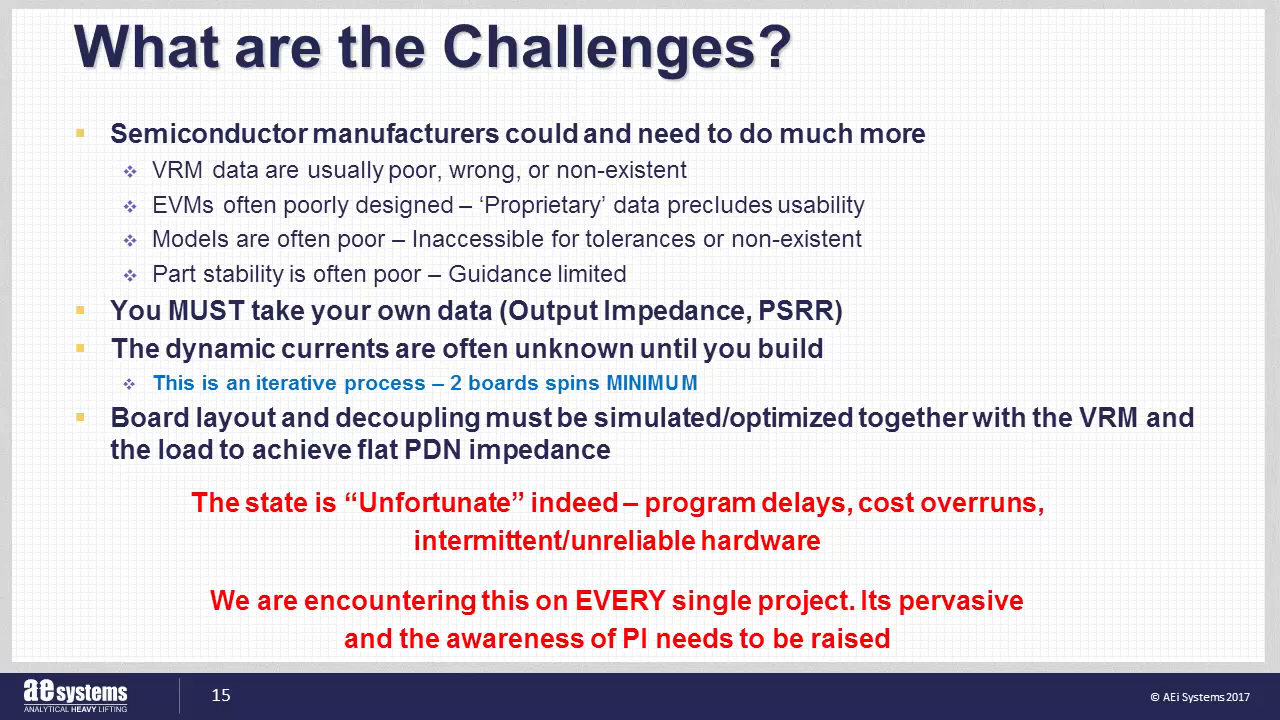 What are the Challenges?
Semiconductor manufacturers could and need to do much more
VRM data are usually poor, wrong, or non-existent
EVMs often poorly designed – ‘Proprietary’ data precludes usability
Models are often poor – Inaccessible for tolerances or non-existent
Part stability is often poor – Guidance limited
You MUST take your own data (Output Impedance, PSRR)
The dynamic currents are often unknown until you build
This is an iterative process – 2 boards spins MINIMUM
Board layout and decoupling must be simulated/optimized together with the VRM and
the load to achieve flat PDN impedance
The state is “Unfortunate” indeed – program delays, cost overruns,
intermittent/unreliable hardware
We are encountering this on EVERY single project. Its pervasive
and the awareness of PI needs to be raised
ae systems
ANALYTICAL HEAVY LIFTING
15
© AEi Systems 2017